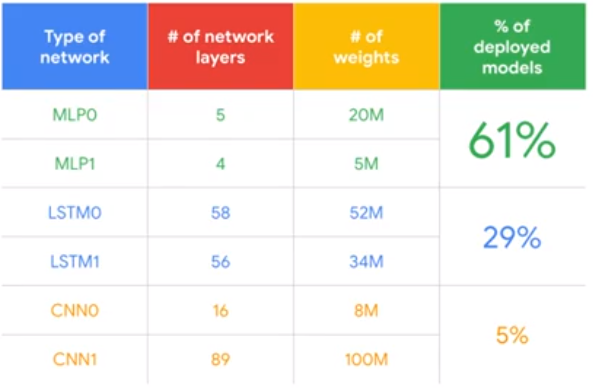 Type of network # of network layers # of weights % of deployed models
MLP0 5 20M 61%
MLP1 4 5M
LSTM0 58 52M 29%
LSTM1 56 34M
CNN0 16 8M 5%
CNN1 89 100M